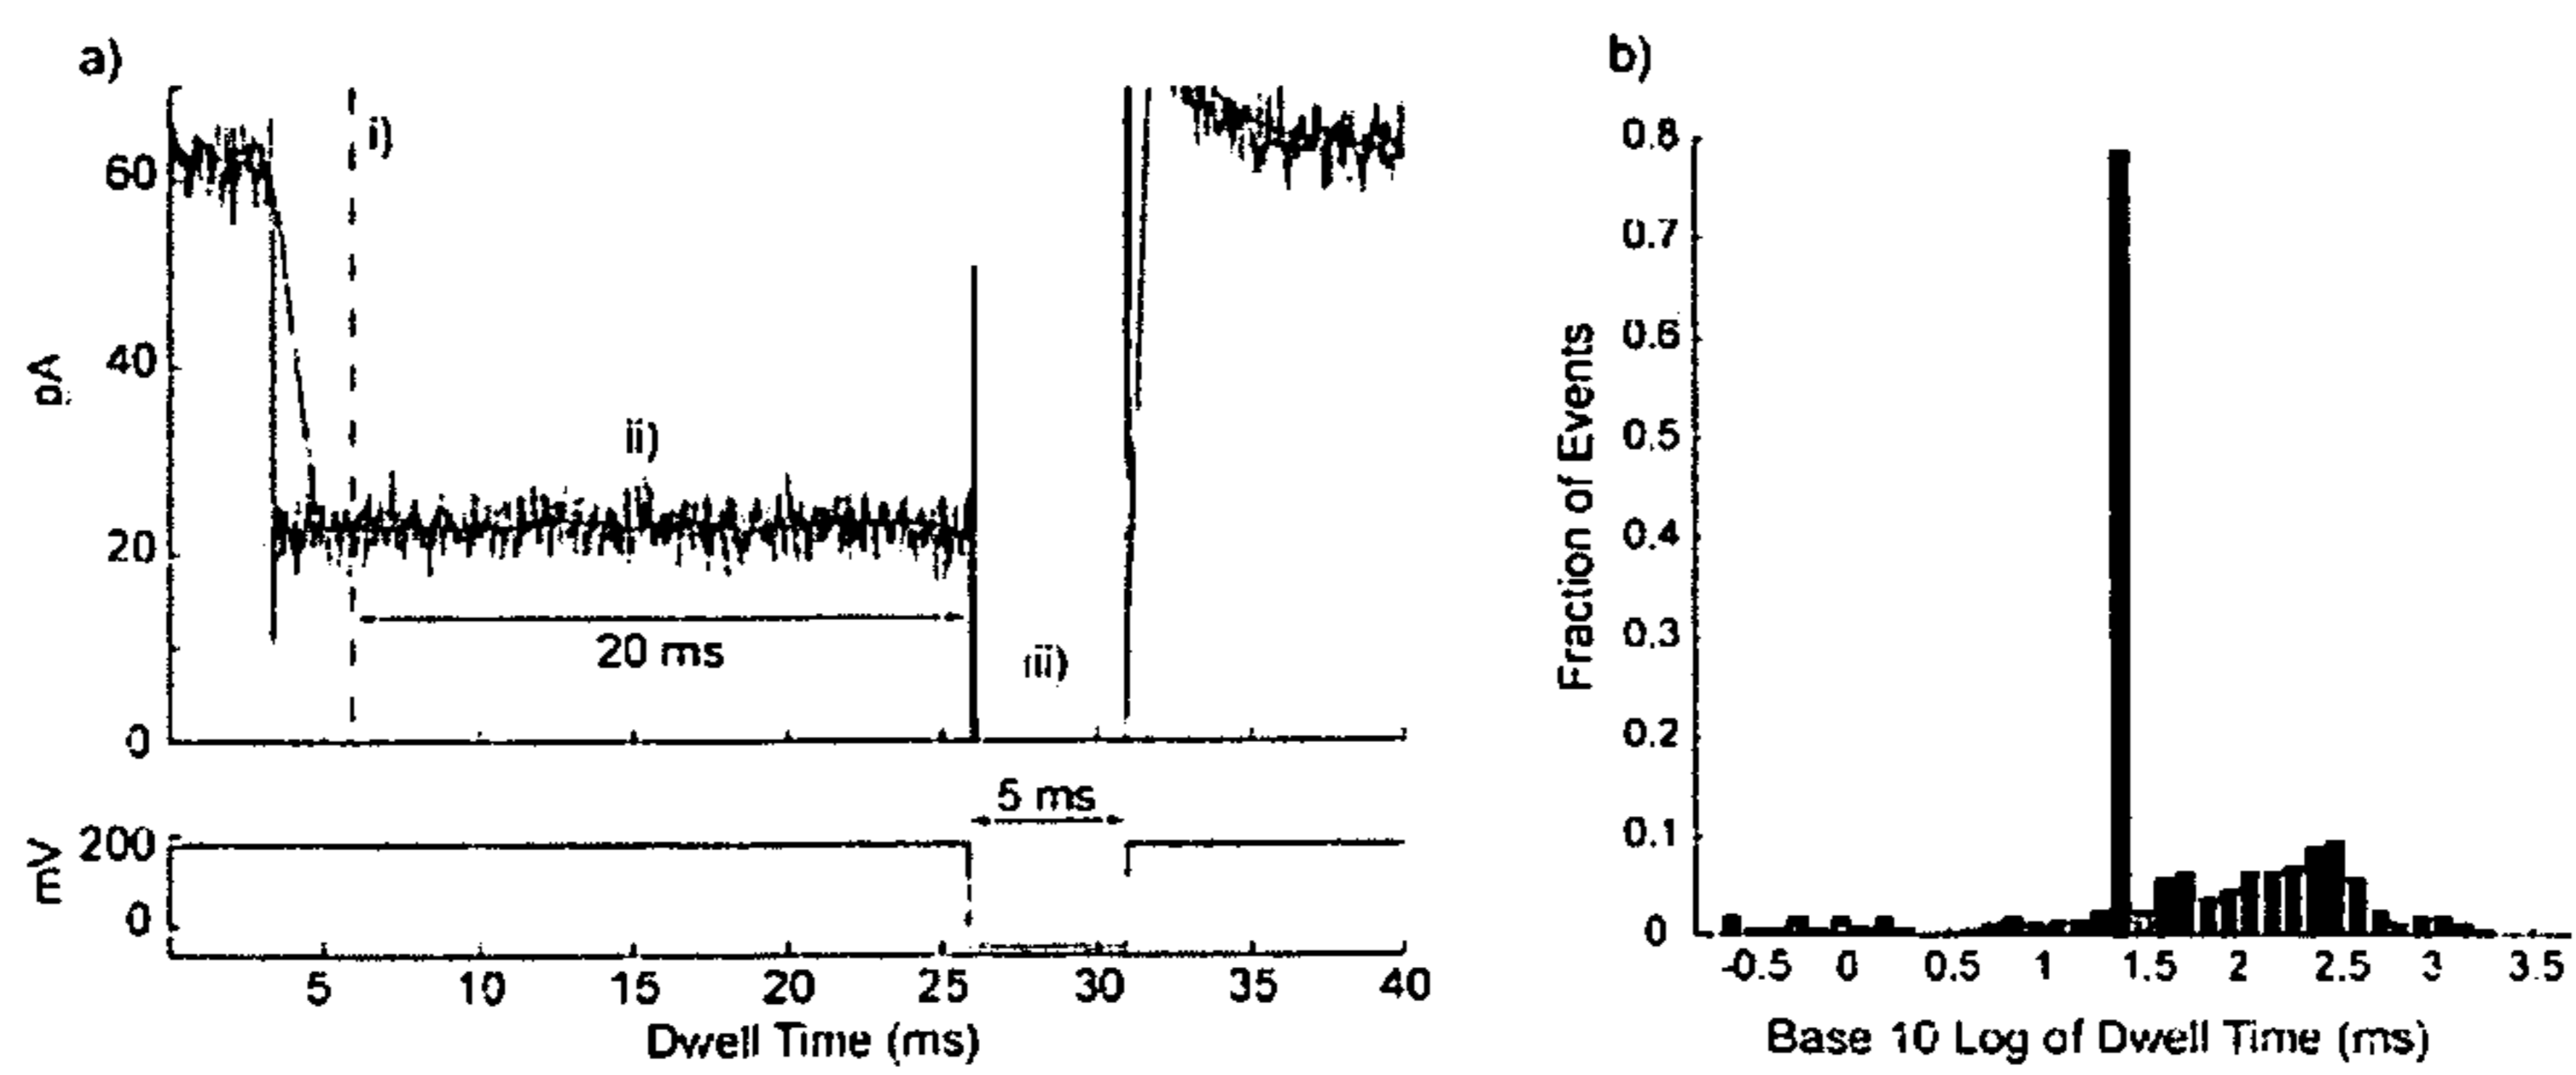 a)
i)
60
40
pA
ii)
20
20 ms
iii)
0
5 ms
200
mV
0
5 10 15 20 25 30 35 40
Dwell Time (ms)
b)
0.8
0.7
0.6
0.5
0.4
0.3
0.2
0.1
0
Fraction of Events
-0.5 0 0.5 1 1.5 2 2.5 3 3.5
Base 10 Log of Dwell Time (ms)